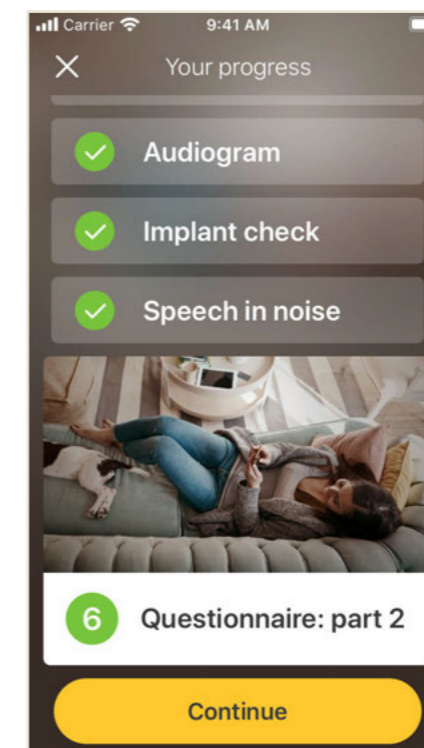 Carrier 9:41 AM
Your progress
Audiogram
Implant check
Speech in noise
6 Questionnaire: part 2
Continue